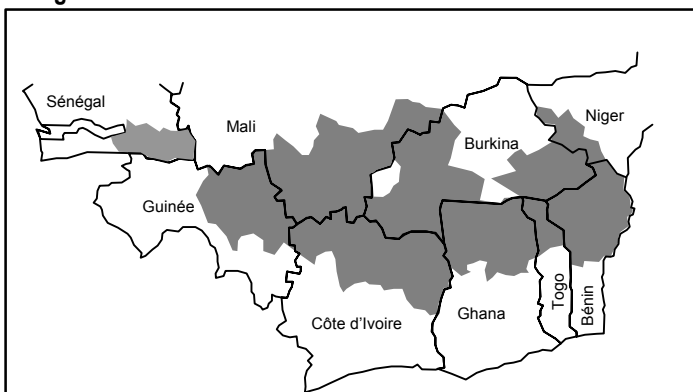 Sénégal
Mali
Niger
Burkina
Guinée
Côte d'Ivoire
Ghana
Togo
Bénin